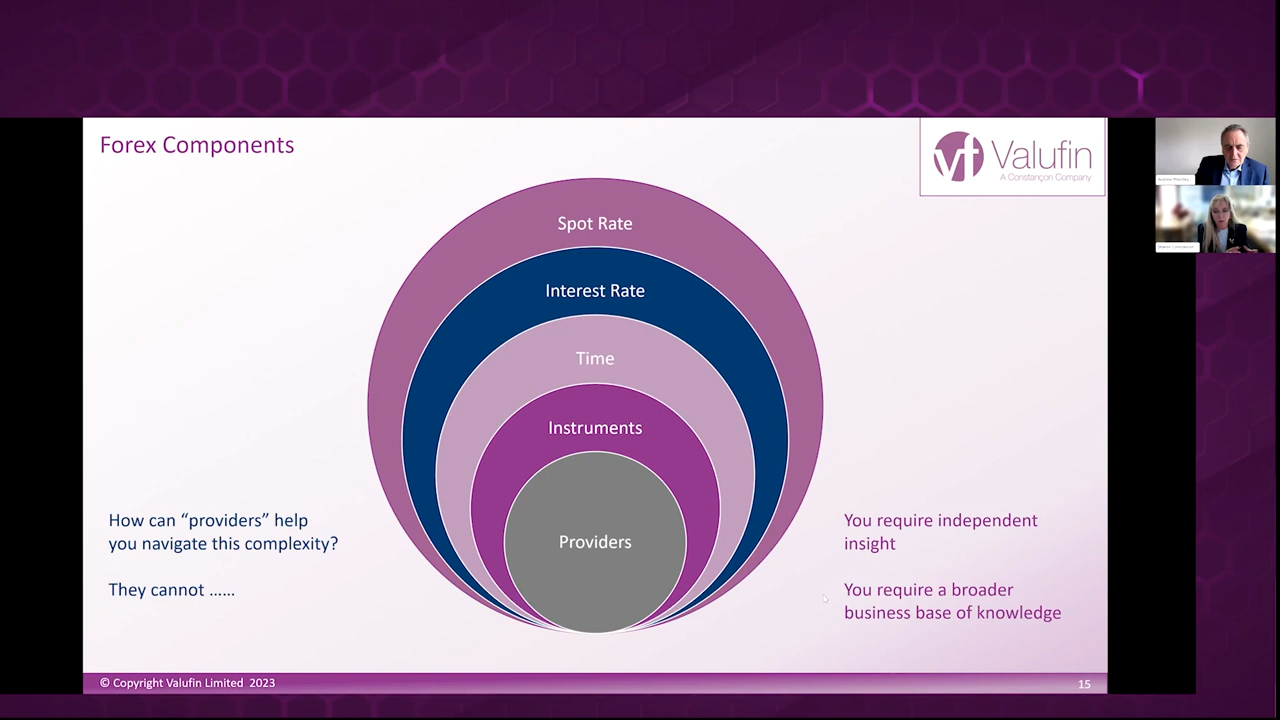 Forex Components
vf Valufin
A Constançon Company
Spot Rate
Interest Rate
Time
Instruments
Providers
How can “providers” help
you navigate this complexity?
They cannot ……
You require independent
insight
You require a broader
business base of knowledge
© Copyright Valufin Limited 2023
15